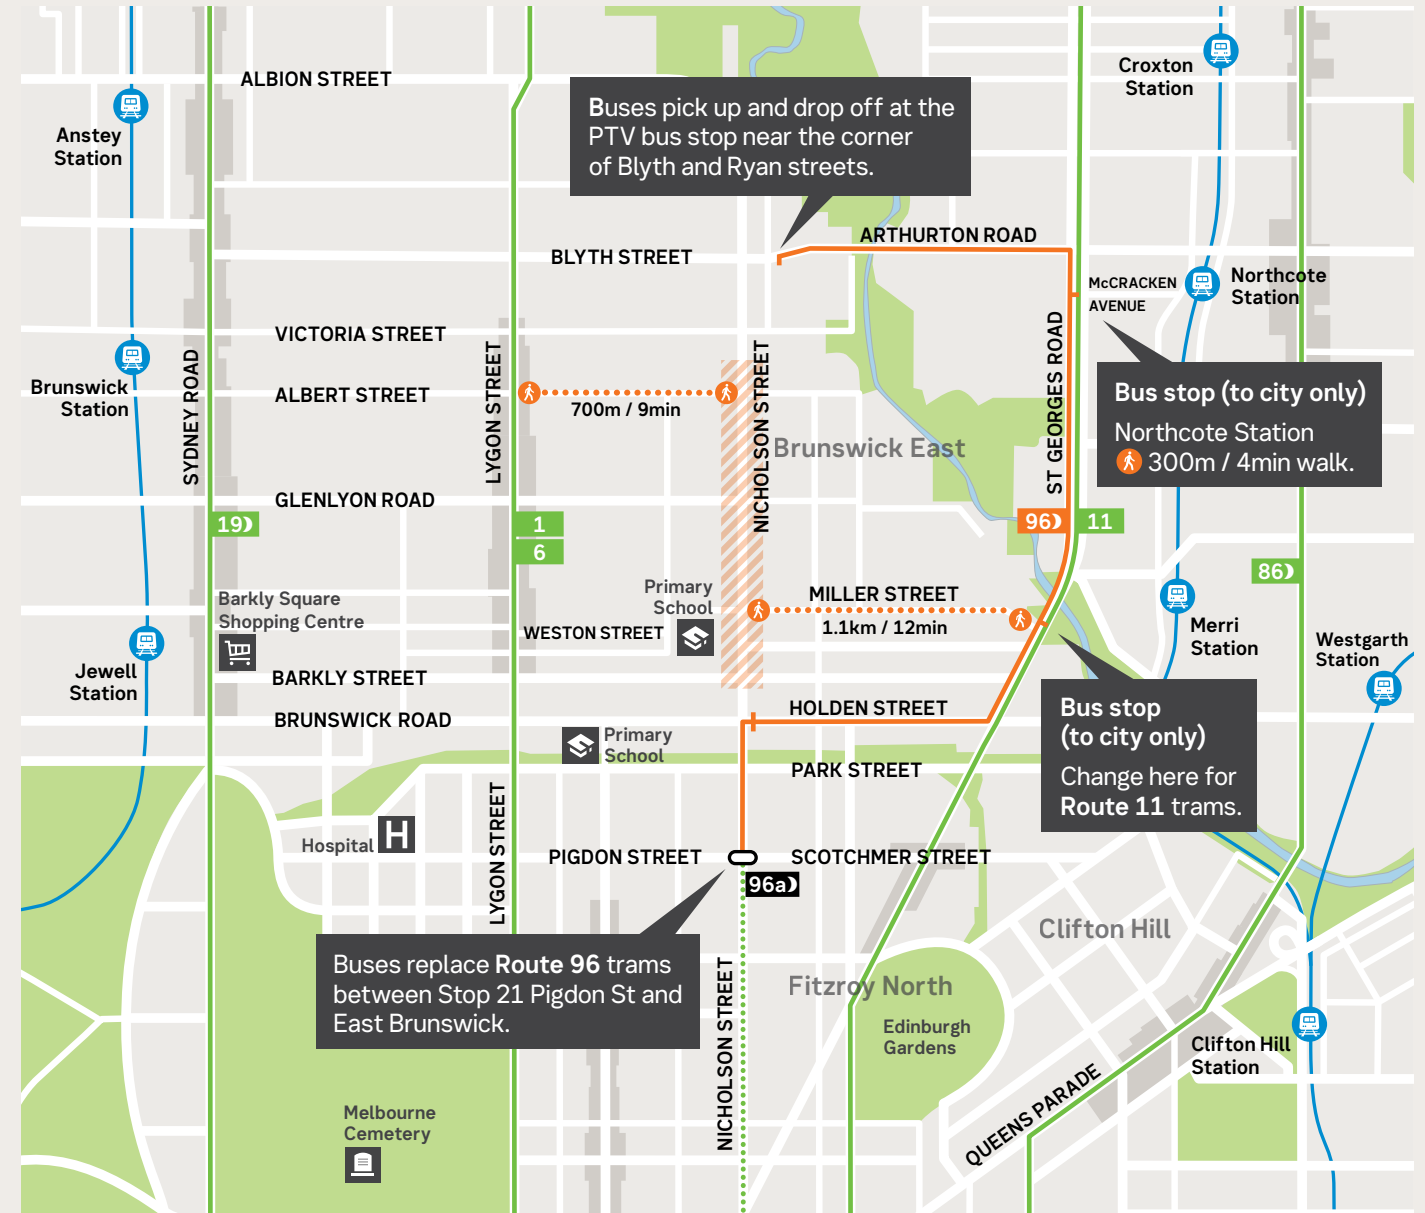 ALBION STREET
Croxton
Station
Anstey
Station
Buses pick up and drop off at the
PTV bus stop near the corner
of Blyth and Ryan streets.
ARTHURTON ROAD
BLYTH STREET
McCRACKEN
AVENUE
Northcote
Station
VICTORIA STREET
SYDNEY ROAD
LYGON STREET
NICHOLSON STREET
ST GEORGES ROAD
Brunswick
Station
ALBERT STREET
700m / 9min
Bus stop (to city only)
Northcote Station
300m / 4min walk.
Brunswick East
GLENLYON ROAD
19
1
6
96
11
86
Barkly Square
Shopping Centre
Primary
School
MILLER STREET
1.1km / 12min
WESTON STREET
Merri
Station
Westgarth
Station
Jewell
Station
BARKLY STREET
BRUNSWICK ROAD
HOLDEN STREET
Bus stop
(to city only)
Change here for
Route 11 trams.
Primary
School
PARK STREET
LYGON STREET
Hospital
H
PIGDON STREET
SCOTCHMER STREET
96a
Clifton Hill
Buses replace Route 96 trams
between Stop 21 Pigdon St and
East Brunswick.
NICHOLSON STREET
Fitzroy North
Edinburgh
Gardens
Clifton Hill
Station
QUEENS PARADE
Melbourne
Cemetery